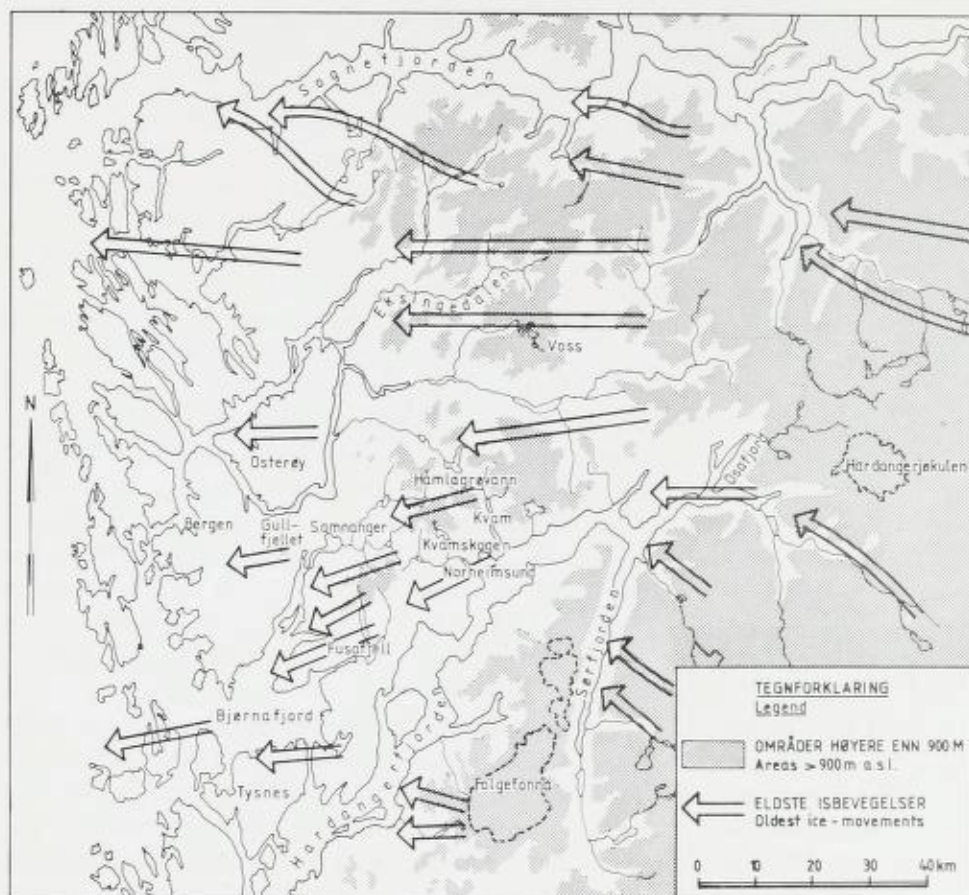 Sognefjorden
Eksingedalen
Voss
N
Osterøy
Hamlagrøvann
Osafjor
Hardangerjøkulen
Bergen
Gull-
fjellet
Samnanger
Kvam
Kvamskogen
Norheimsund
Fusafjell
Sørfjorden
Bjørnafjord
Tysnes
Hardangerfjorden
Folgefonna
TEGNFORKLARING
Legend
OMRÅDER HØYERE ENN 900 M
Areas > 900 m a.s.l.
ELDSTE ISBEVEGELSER
Oldest ice-movements
0 10 20 30 40 km